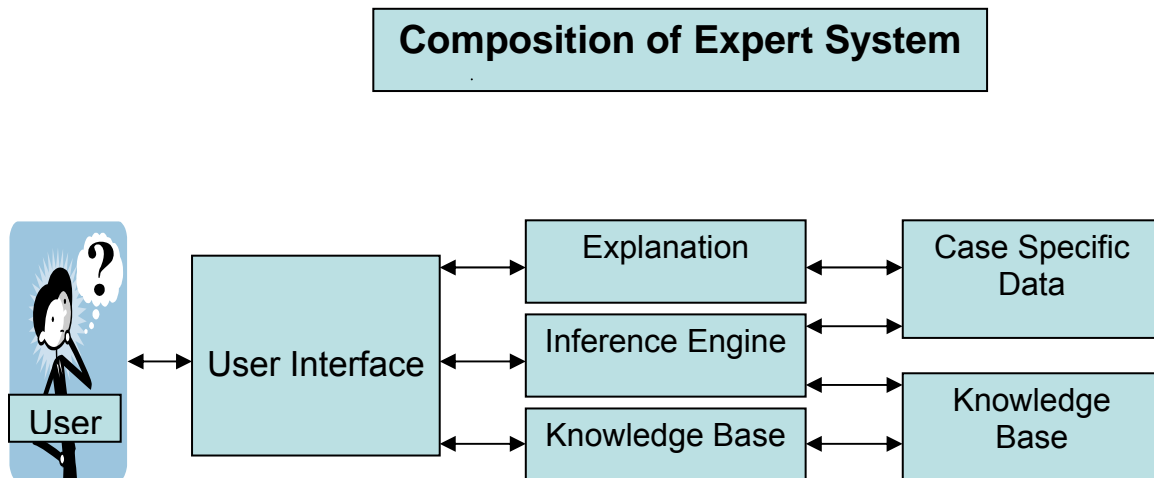 Composition of Expert System
.
?
User
User Interface
Explanation
Inference Engine
Knowledge Base
Case Specific
Data
Knowledge
Base